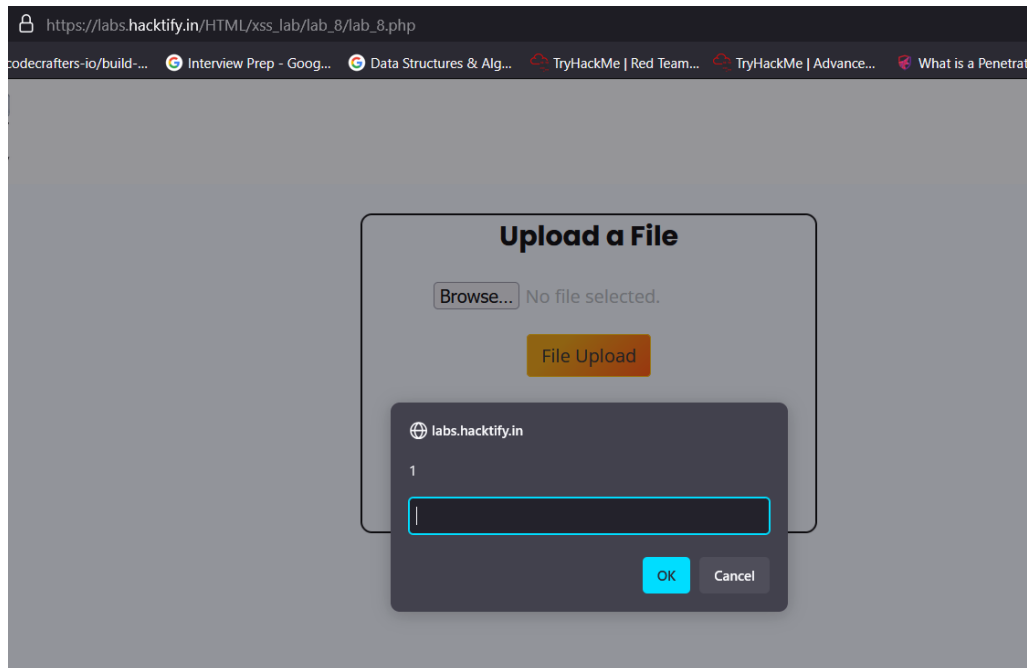 https://labs.hacktify.in/HTML/xss_lab/lab_8/lab_8.php
codecrafters-io/build-... Interview Prep - Goog... Data Structures & Alg... TryHackMe | Red Team... TryHackMe | Advance... What is a Penetrat
Upload a File
Browse... No file selected.
File Upload
labs.hacktify.in
1
OK Cancel